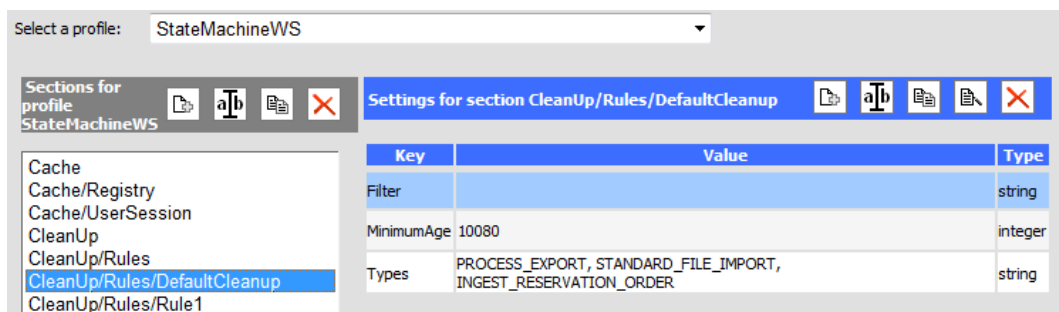 Select a profile: StateMachineWS
Sections for
profile
StateMachineWS
aIb
Settings for section CleanUp/Rules/DefaultCleanup
aIb
Cache
Cache/Registry
Cache/UserSession
CleanUp
CleanUp/Rules
CleanUp/Rules/DefaultCleanup
CleanUp/Rules/Rule1
Key Value Type
Filter string
MinimumAge 10080 integer
Types PROCESS_EXPORT, STANDARD_FILE_IMPORT,
INGEST_RESERVATION_ORDER string